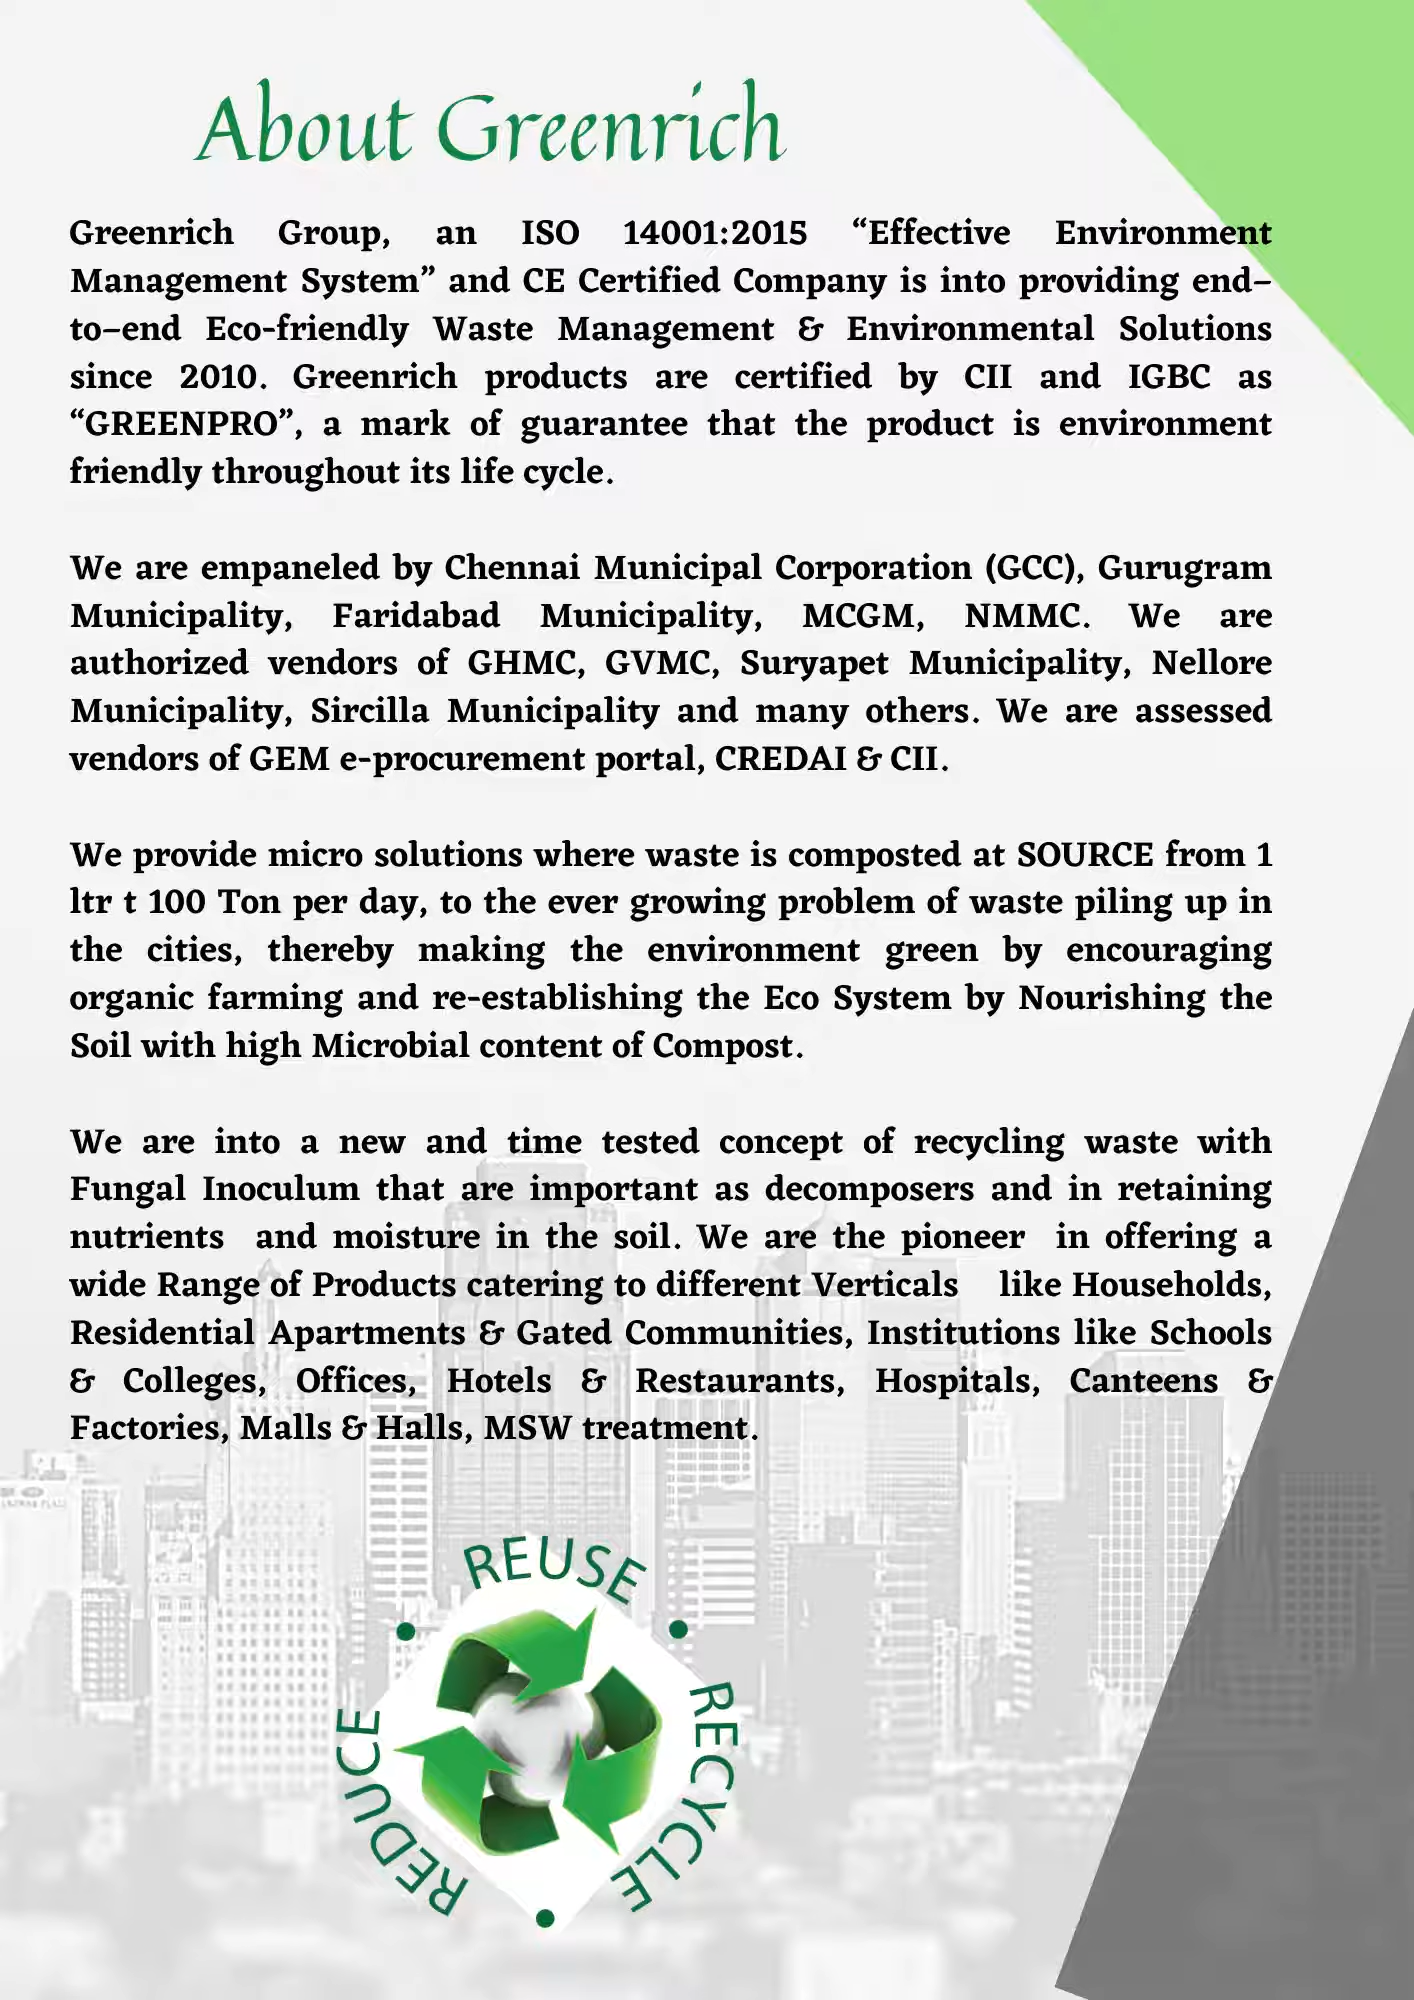 About Greenrich
Greenrich Group, an ISO 14001:2015 “Effective Environment
Management System” and CE Certified Company is into providing end–
to–end Eco-friendly Waste Management & Environmental Solutions
since 2010. Greenrich products are certified by CII and IGBC as
“GREENPRO”, a mark of guarantee that the product is environment
friendly throughout its life cycle.
We are empaneled by Chennai Municipal Corporation (GCC), Gurugram
Municipality, Faridabad Municipality, MCGM, NMMC. We are
authorized vendors of GHMC, GVMC, Suryapet Municipality, Nellore
Municipality, Sircilla Municipality and many others. We are assessed
vendors of GEM e-procurement portal, CREDAI & CII.
We provide micro solutions where waste is composted at SOURCE from 1
ltr t 100 Ton per day, to the ever growing problem of waste piling up in
the cities, thereby making the environment green by encouraging
organic farming and re-establishing the Eco System by Nourishing the
Soil with high Microbial content of Compost.
We are into a new and time tested concept of recycling waste with
Fungal Inoculum that are important as decomposers and in retaining
nutrients and moisture in the soil. We are the pioneer in offering a
wide Range of Products catering to different Verticals like Households,
Residential Apartments & Gated Communities, Institutions like Schools
& Colleges, Offices, Hotels & Restaurants, Hospitals, Canteens &
Factories, Malls & Halls, MSW treatment.
REUSE
RECYCLE
REDUCE